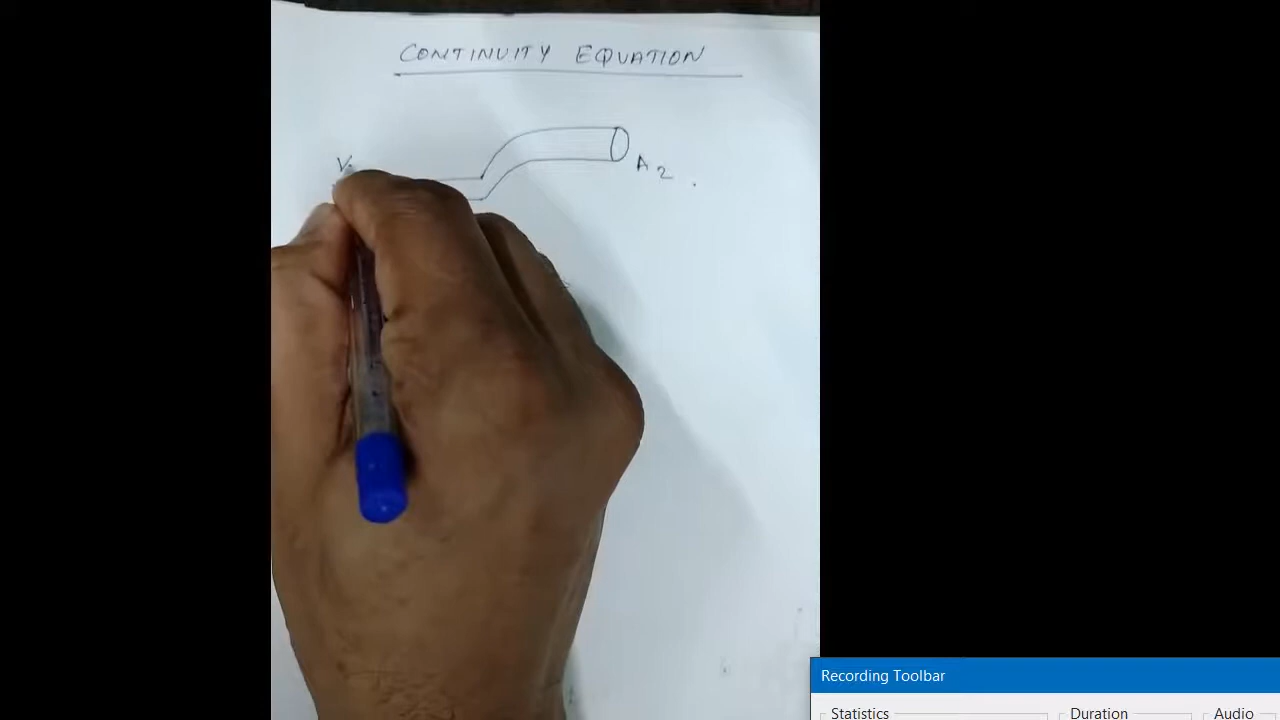 CONTINUITY EQUATION
V
A2
Recording Toolbar
Statistics Duration Audio